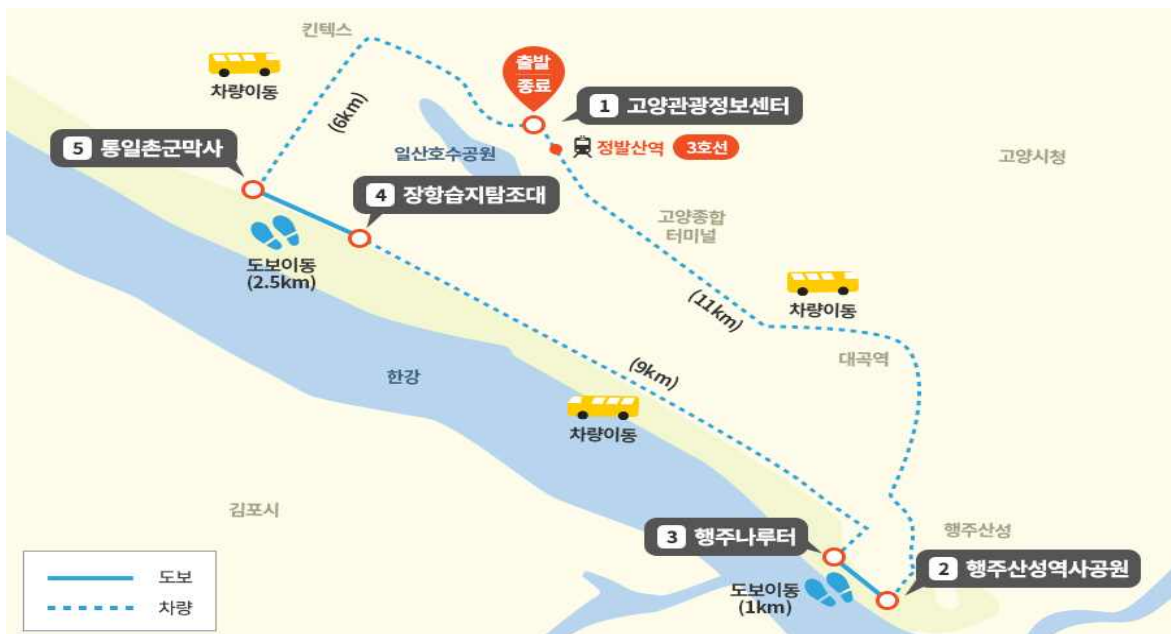 킨텍스
차량이동
(6km)
출발
종료
1 고양관광정보센터
정발산역 3호선
5 통일촌군막사
일산호수공원
고양시청
4 장항습지탐조대
고양종합
터미널
도보이동
(2.5km)
차량이동
(11km)
대곡역
한강
(9km)
차량이동
김포시
3 행주나루터
행주산성
2 행주산성역사공원
도보이동
(1km)
도보
차량